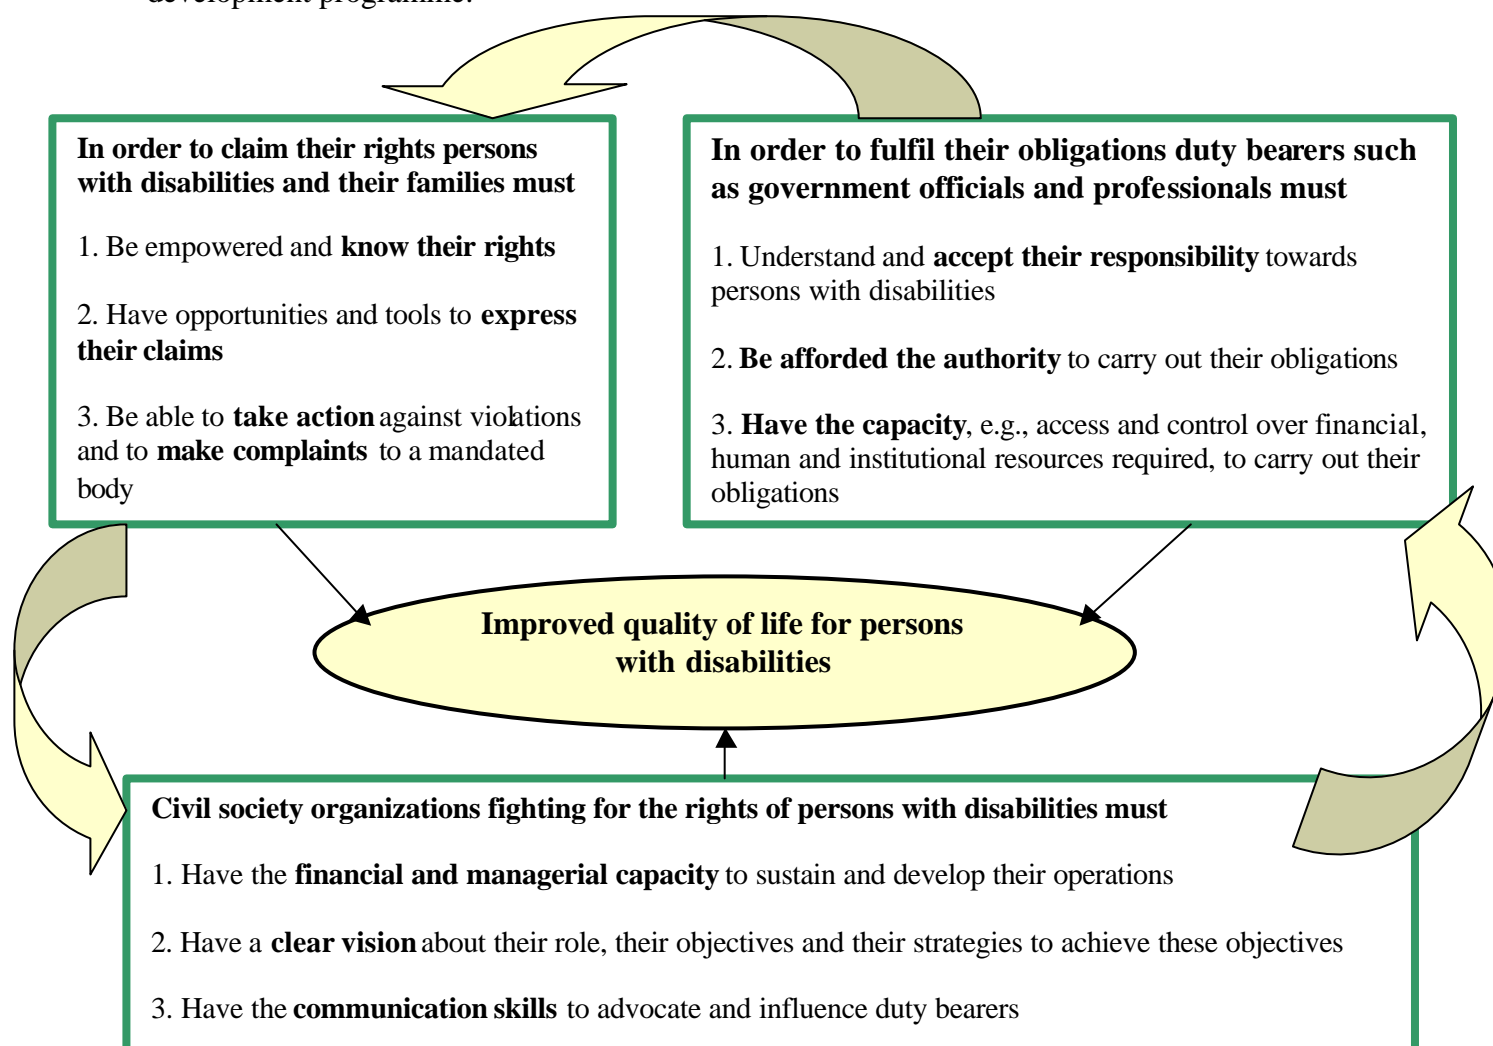 development programme.
In order to claim their rights persons
with disabilities and their families must
1. Be empowered and know their rights
2. Have opportunities and tools to express
their claims
3. Be able to take action against violations
and to make complaints to a mandated
body
In order to fulfil their obligations duty bearers such
as government officials and professionals must
1. Understand and accept their responsibility towards
persons with disabilities
2. Be afforded the authority to carry out their obligations
3. Have the capacity, e.g., access and control over financial,
human and institutional resources required, to carry out their
obligations
Improved quality of life for persons
with disabilities
Civil society organizations fighting for the rights of persons with disabilities must
1. Have the financial and managerial capacity to sustain and develop their operations
2. Have a clear vision about their role, their objectives and their strategies to achieve these objectives
3. Have the communication skills to advocate and influence duty bearers